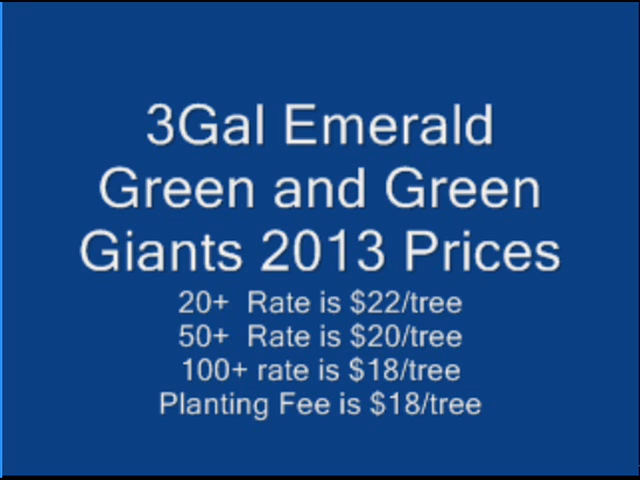 3Gal Emerald
Green and Green
Giants 2013 Prices
20+ Rate is $22/tree
50+ Rate is $20/tree
100+ rate is $18/tree
Planting Fee is $18/tree